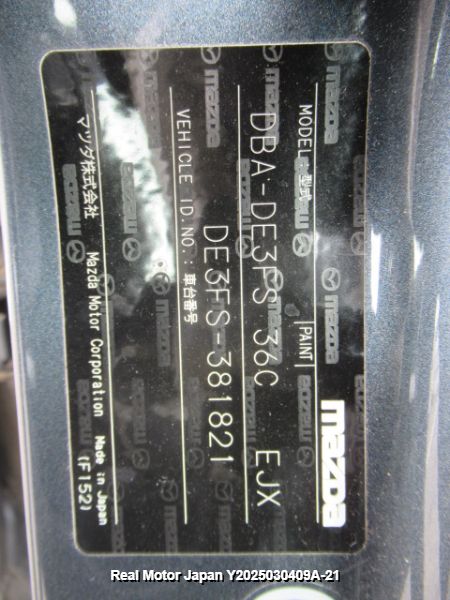 mazda
MODEL:型式 PAINT
DBA-DE3FS 36C EJX
VEHICLE ID.NO.:車台番号
DE3FS-381821
マツダ株式会社 Mazda Motor Corporation Made in Japan
(F152)
Real Motor Japan Y2025030409A-21